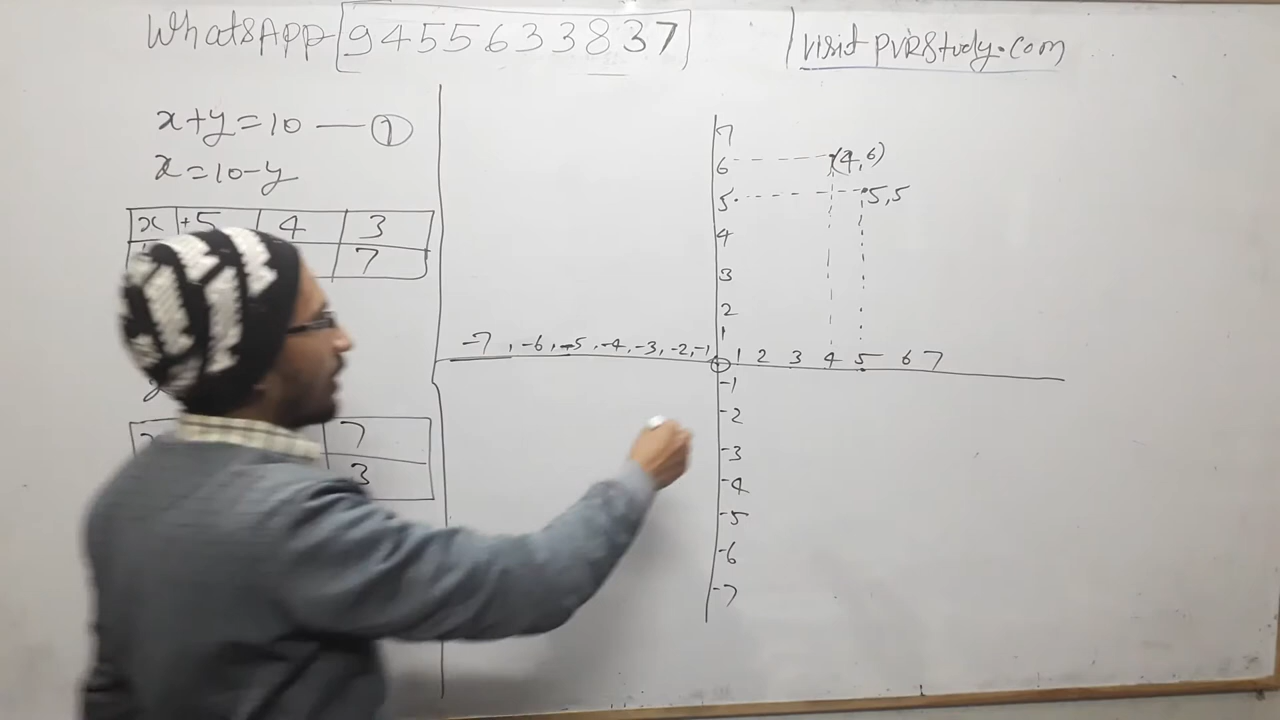 WhatsApp 9455633837
visit pvrstudy.com
x+y=10 — ①
x=10-y
x +5 4 3
7
7
3
7
6 (4,6)
5 5,5
4
3
2
1
-7, -6, -5, -4, -3, -2, -1 1 2 3 4 5 6 7
-1
-2
-3
-4
-5
-6
-7